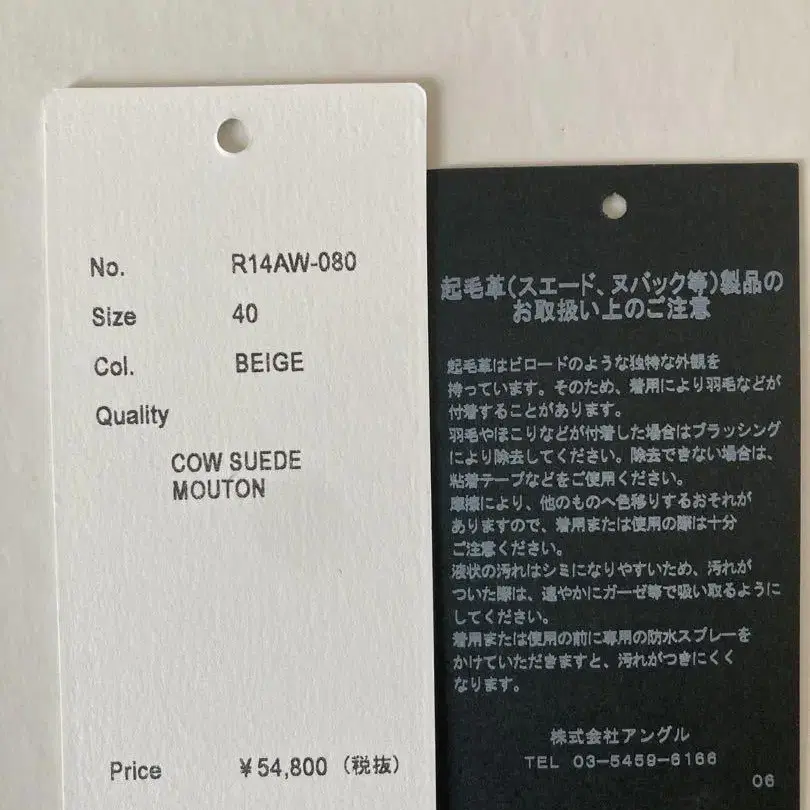 No. R14AW-080
Size 40
Col. BEIGE
Quality
COW SUEDE
MOUTON
Price ¥54,800（税抜）
起毛革(スエード、ヌバック等)製品の
お取扱い上のご注意
起毛革はビロードのような独特な外観を
持っています。そのため、着用により羽毛などが
付着することがあります。
羽毛やほこりなどが付着した場合はブラッシング
により除去してください。除去できない場合は、
粘着テープなどをご使用ください。
摩擦により、他のものへ色移りするおそれが
ありますので、着用または使用の際は十分
ご注意ください。
液状の汚れはシミになりやすいため、汚れが
ついた際は、速やかにガーゼ等で吸い取るように
してください。
着用または使用の前に専用の防水スプレーを
かけていただきますと、汚れがつきにくく
なります。
株式会社アングル
TEL 03-5459-6166
06